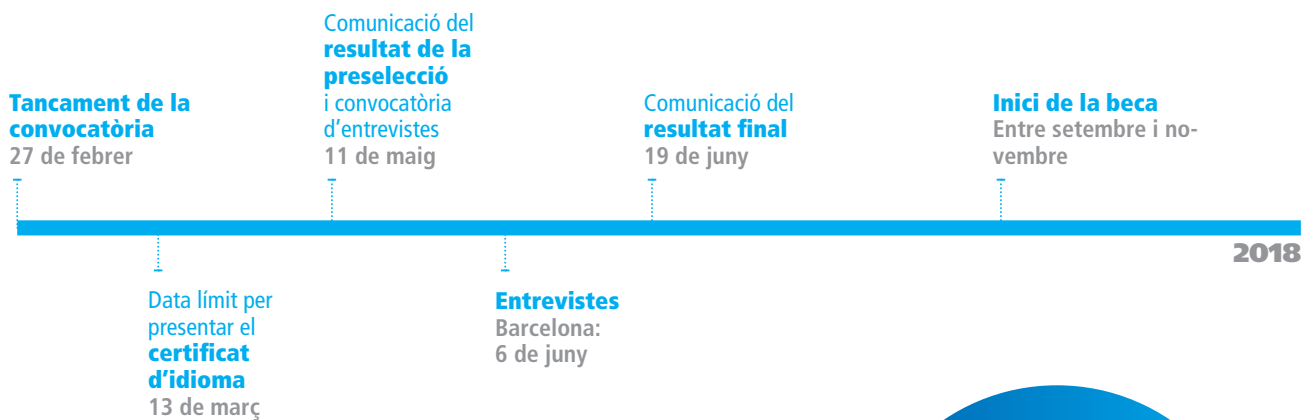 Tancament de la
convocatòria
27 de febrer
Data límit per
presentar el
certificat
d'idioma
13 de març
Comunicació del
resultat de la
preselecció
i convocatòria
d'entrevistes
11 de maig
Entrevistes
Barcelona:
6 de juny
Comunicació del
resultat final
19 de juny
Inici de la beca
Entre setembre i no-
vembre
2018